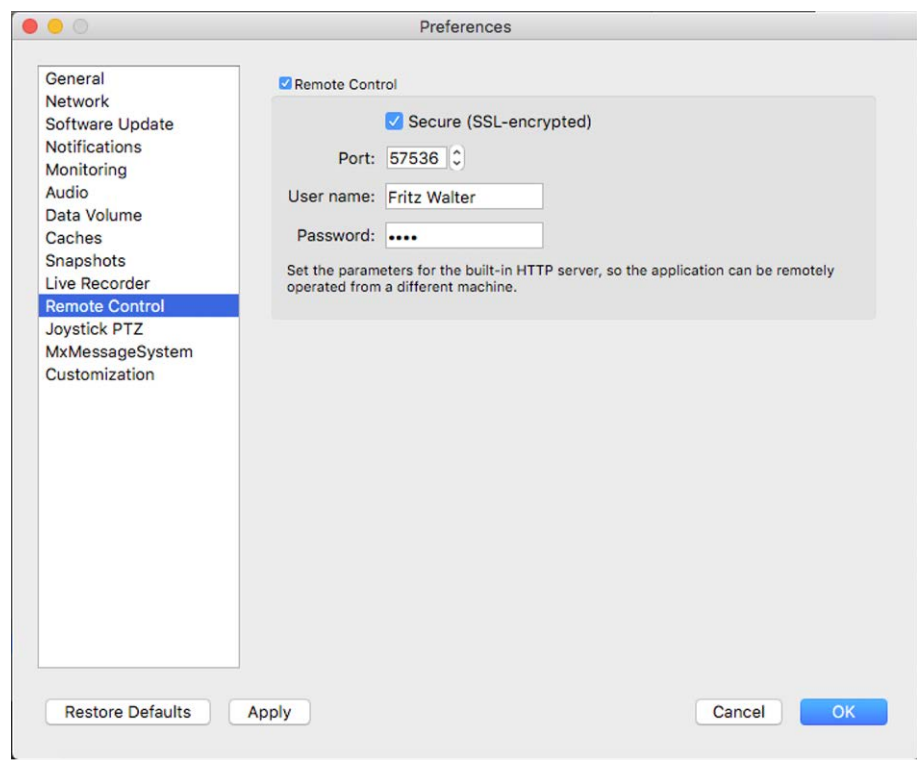 Preferences
General
Network
Software Update
Notifications
Monitoring
Audio
Data Volume
Caches
Snapshots
Live Recorder
Remote Control
Joystick PTZ
MxMessageSystem
Customization
Remote Control
Secure (SSL-encrypted)
Port: 57536
User name: Fritz Walter
Password: ••••
Set the parameters for the built-in HTTP server, so the application can be remotely
operated from a different machine.
Restore Defaults Apply Cancel OK